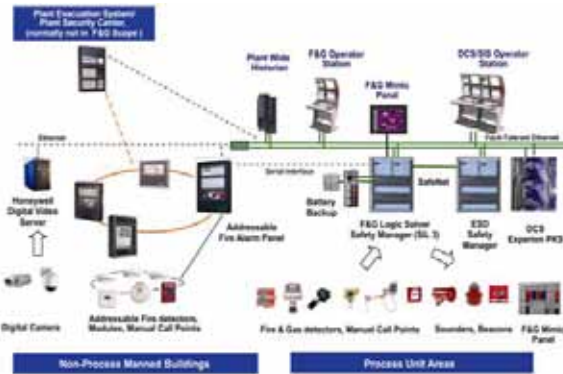 Plant Evacuation System/
Plant Security Center,
(normally not in F&G Scope )
Plant Wide
Historian
F&G Operator
Station
F&G Mimic
Panel
DCS/SIS Operator
Station
Ethernet
Fault Tolerant Ethernet
Serial Interface
SafeNet
Honeywell
Digital Video
Server
Addressable
Fire Alarm Panel
Battery
Backup
F&G Logic Solver
Safety Manager (SIL 3)
ESD
Safety
Manager
DCS
Experion PKS
Digital Camera
Addressable Fire detectors,
Modules, Manual Call Points
Fire & Gas detectors, Manual Call Points
Sounders, Beacons
F&G Mimic
Panel
Non-Process Manned Buildings
Process Unit Areas